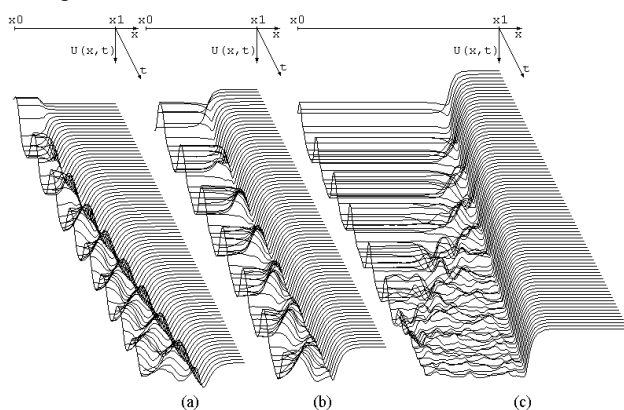 x0 x1 x0 x1 x0 x1
x x x
U(x,t) U(x,t) U(x,t)
t t t
(a) (b) (c)